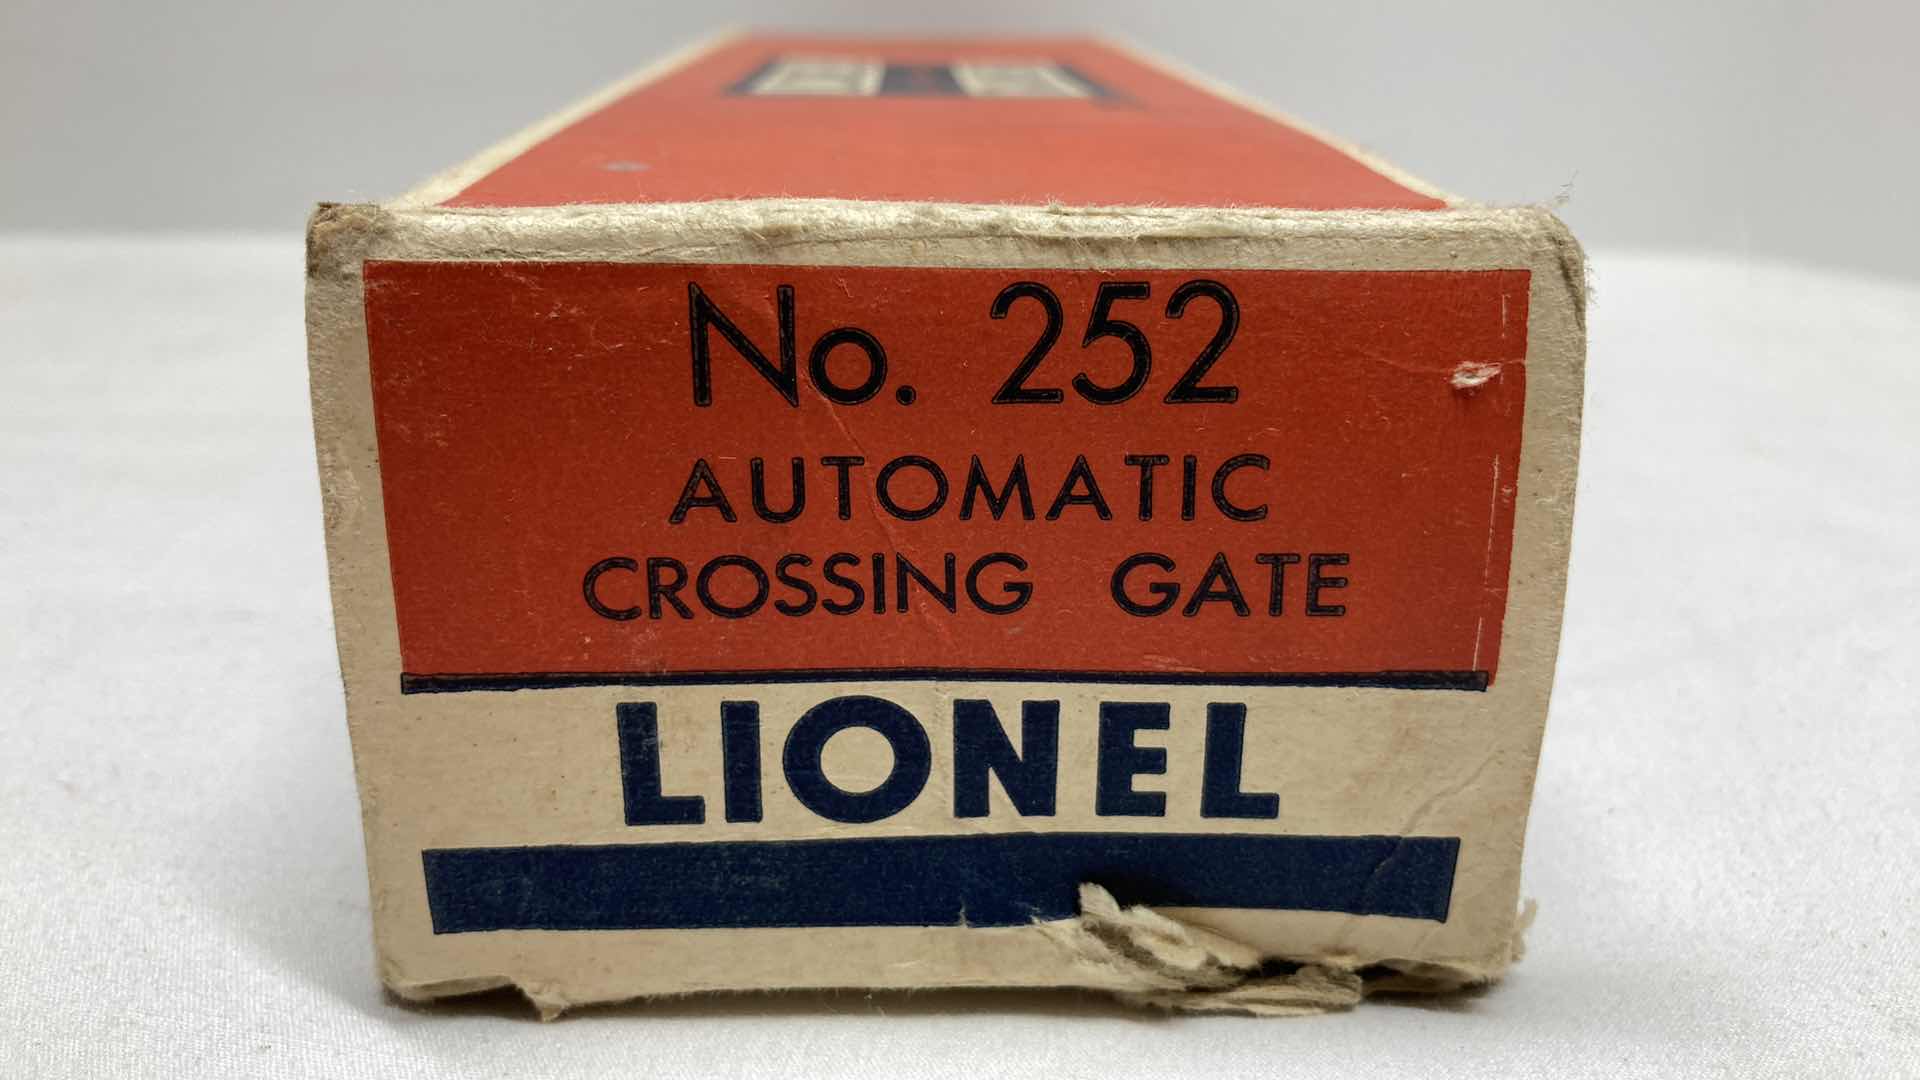 No. 252
AUTOMATIC
CROSSING GATE
LIONEL